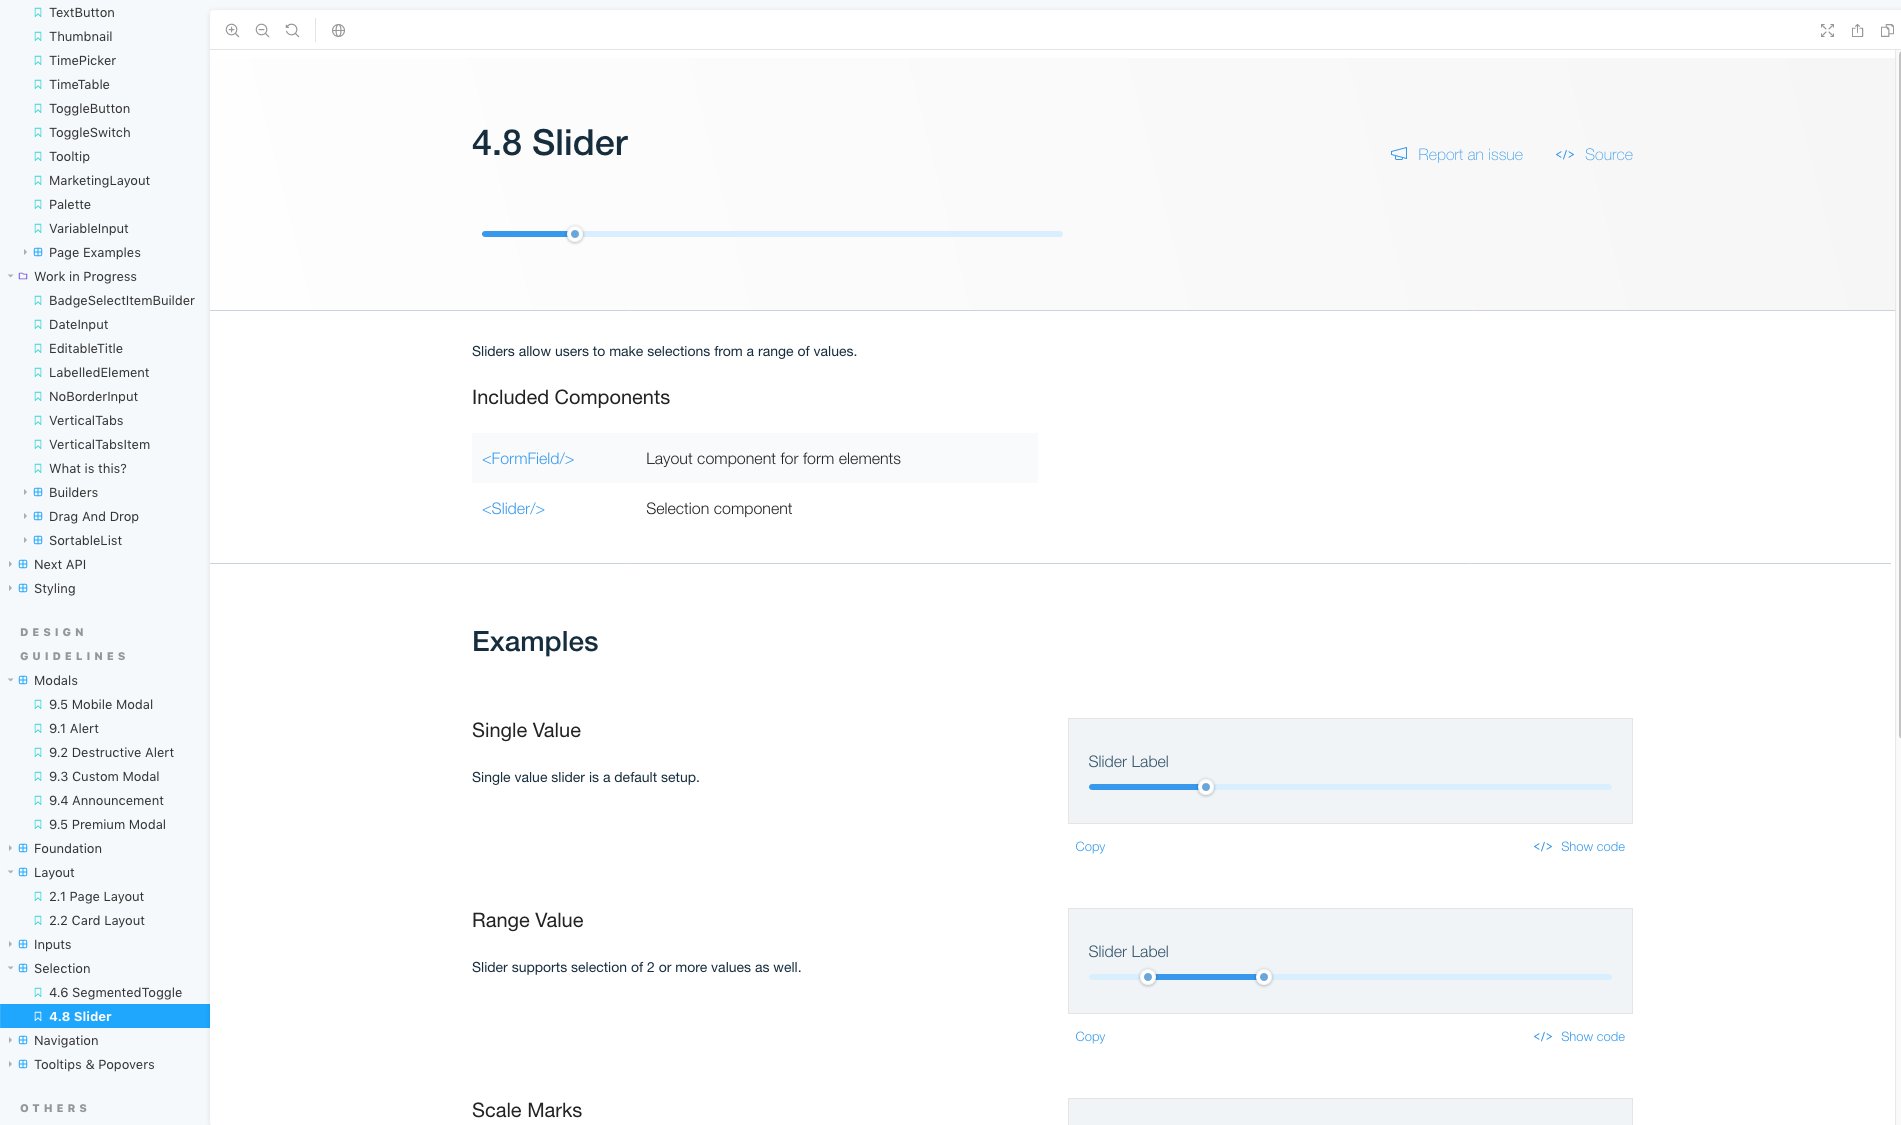 TextButton
Thumbnail
TimePicker
TimeTable
ToggleButton
ToggleSwitch
Tooltip
MarketingLayout
Palette
VariableInput
Page Examples
Work in Progress
BadgeSelectItemBuilder
DateInput
EditableTitle
LabelledElement
NoBorderInput
VerticalTabs
VerticalTabsItem
What is this?
Builders
Drag And Drop
SortableList
Next API
Styling
DESIGN
GUIDELINES
Modals
9.5 Mobile Modal
9.1 Alert
9.2 Destructive Alert
9.3 Custom Modal
9.4 Announcement
9.5 Premium Modal
Foundation
Layout
2.1 Page Layout
2.2 Card Layout
Inputs
Selection
4.6 SegmentedToggle
4.8 Slider
Navigation
Tooltips & Popovers
OTHERS
4.8 Slider
Report an issue
</> Source
Sliders allow users to make selections from a range of values.
Included Components
<FormField/> Layout component for form elements
<Slider/> Selection component
Examples
Single Value
Single value slider is a default setup.
Slider Label
Copy
</> Show code
Range Value
Slider supports selection of 2 or more values as well.
Slider Label
Copy
</> Show code
Scale Marks